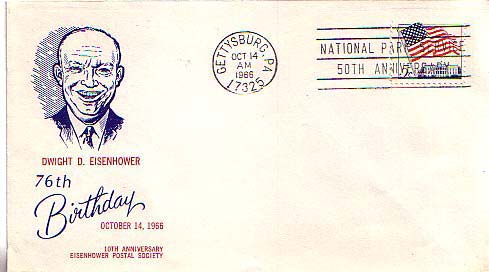 DWIGHT D. EISENHOWER
76th
Birthday
OCTOBER 14, 1966
10TH ANNIVERSARY
EISENHOWER POSTAL SOCIETY
GETTYSBURG, PA.
OCT 14
AM
1966
17325
NATIONAL PARK SERVICE
50TH ANNIVERSARY